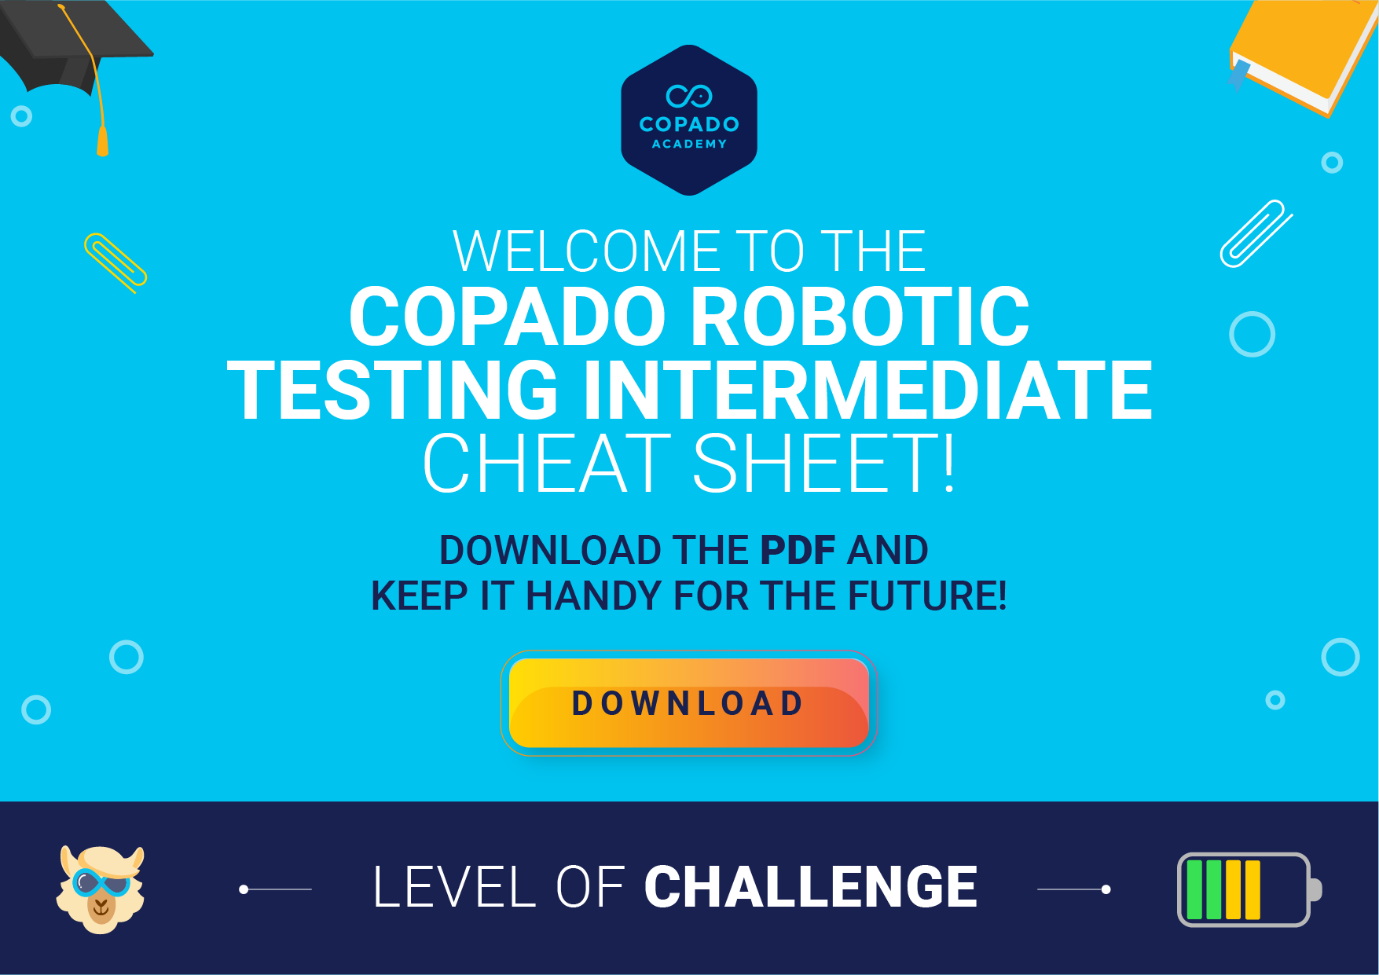 COPADO
ACADEMY
WELCOME TO THE
COPADO ROBOTIC
TESTING INTERMEDIATE
CHEAT SHEET!
DOWNLOAD THE PDF AND
KEEP IT HANDY FOR THE FUTURE!
DOWNLOAD
LEVEL OF CHALLENGE